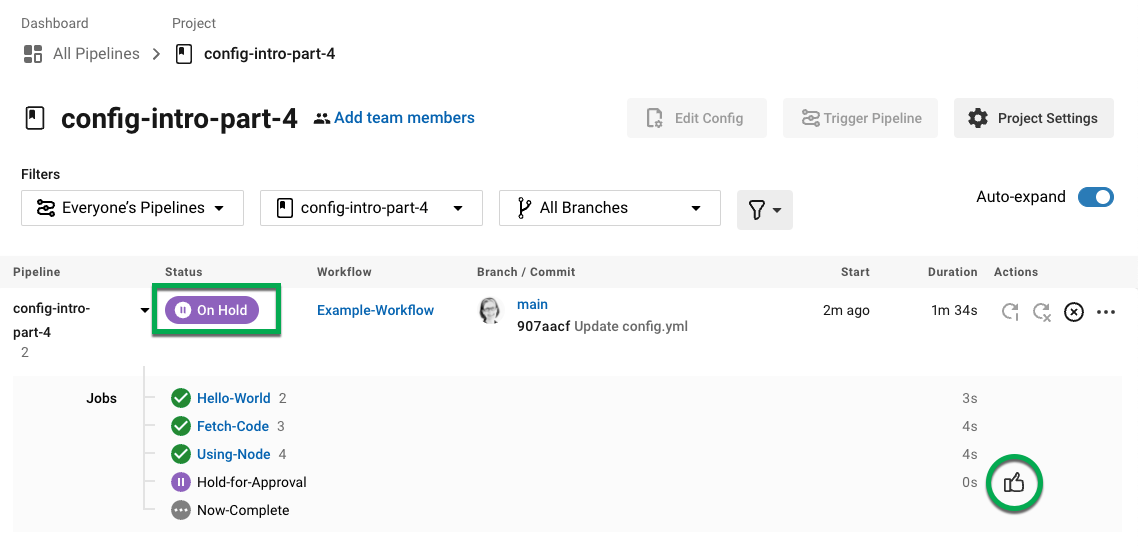 Dashboard Project
All Pipelines config-intro-part-4
config-intro-part-4 Add team members Edit Config Trigger Pipeline Project Settings
Filters
Everyone’s Pipelines config-intro-part-4 All Branches Auto-expand
Pipeline Status Workflow Branch / Commit Start Duration Actions
config-intro-part-4 On Hold Example-Workflow main 2m ago 1m 34s
907aacf Update config.yml
2
Jobs Hello-World 2 3s
Fetch-Code 3 4s
Using-Node 4 4s
Hold-for-Approval 0s
Now-Complete